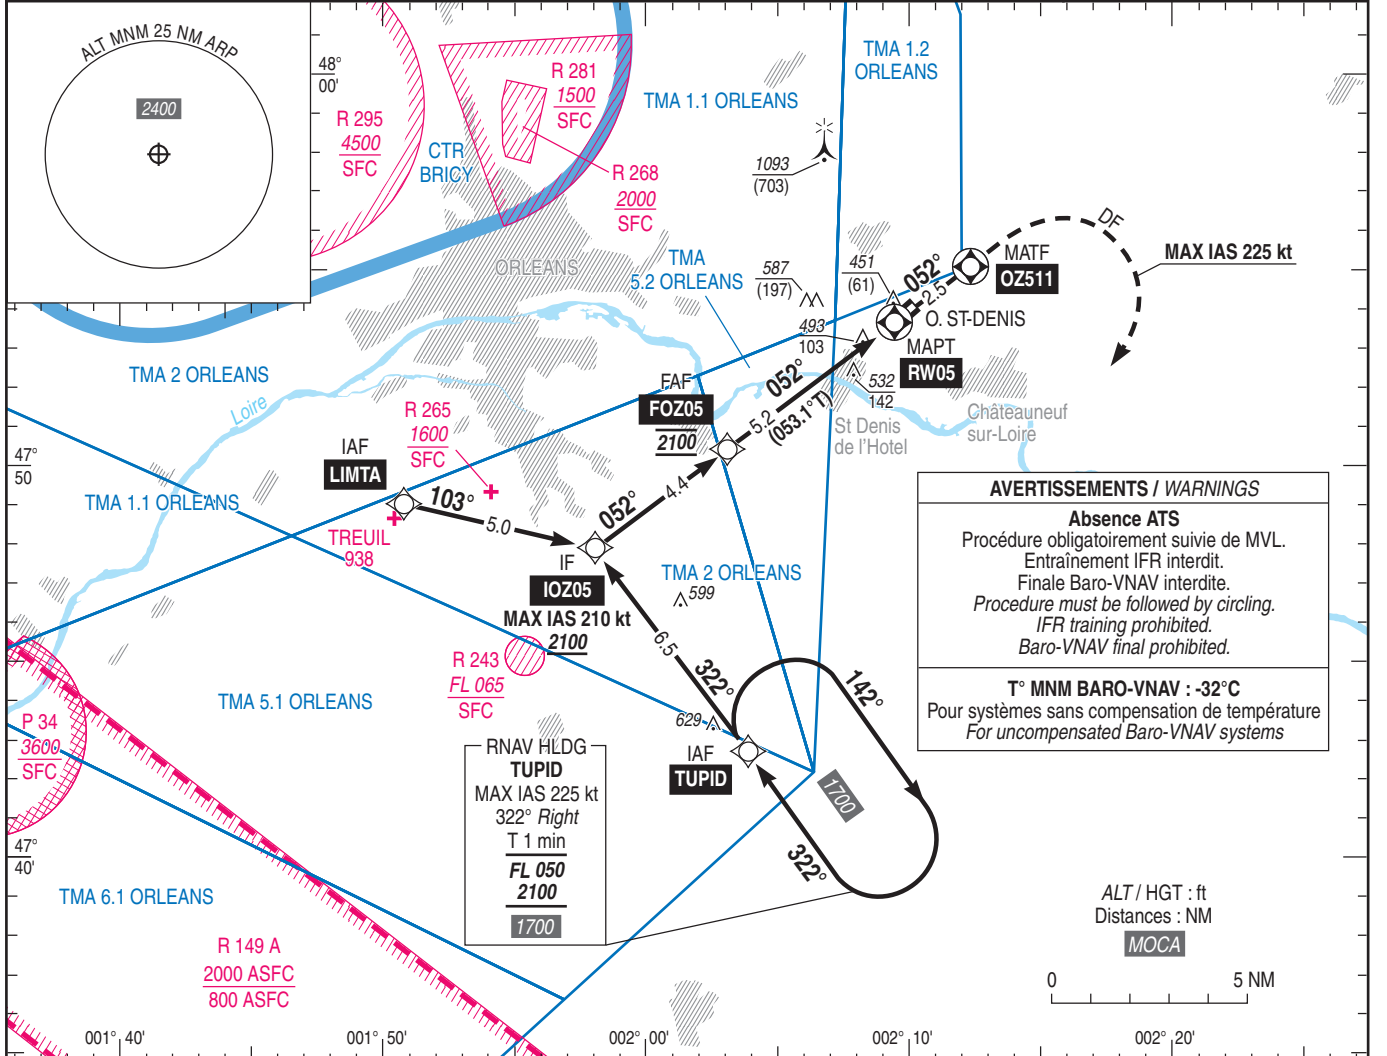 ALT MNM 25 NM ARP
2400
48°
00'
R 295
4500
SFC
CTR
BRICY
R 281
1500
SFC
R 268
2000
SFC
TMA 1.1 ORLEANS
TMA 1.2
ORLEANS
1093
(703)
ORLEANS
TMA
5.2 ORLEANS
587
(197)
451
(61)
493
103
052°
2.5
MATF
OZ511
DF
MAX IAS 225 kt
O. ST-DENIS
MAPT
RW05
532
142
TMA 2 ORLEANS
Loire
FAF
FOZ05
2100
052°
5.2
(053.1°T)
St Denis
de l'Hotel
Châteauneuf
sur-Loire
R 265
1600
SFC
IAF
LIMTA
47°
50'
TMA 1.1 ORLEANS
103°
5.0
TREUIL
938
052°
4.4
IF
IOZ05
MAX IAS 210 kt
2100
TMA 2 ORLEANS
599
AVERTISSEMENTS / WARNINGS
Absence ATS
Procédure obligatoirement suivie de MVL.
Entraînement IFR interdit.
Finale Baro-VNAV interdite.
Procedure must be followed by circling.
IFR training prohibited.
Baro-VNAV final prohibited.
T° MNM BARO-VNAV : -32°C
Pour systèmes sans compensation de température
For uncompensated Baro-VNAV systems
6.5
322°
142°
R 243
FL 065
SFC
TMA 5.1 ORLEANS
P 34
3600
SFC
629
IAF
TUPID
RNAV HLDG
TUPID
MAX IAS 225 kt
322° Right
T 1 min
FL 050
2100
1700
1700
322°
47°
40'
TMA 6.1 ORLEANS
R 149 A
2000 ASFC
800 ASFC
ALT / HGT : ft
Distances : NM
MOCA
0
5 NM
001° 40'
001° 50'
002° 00'
002° 10'
002° 20'